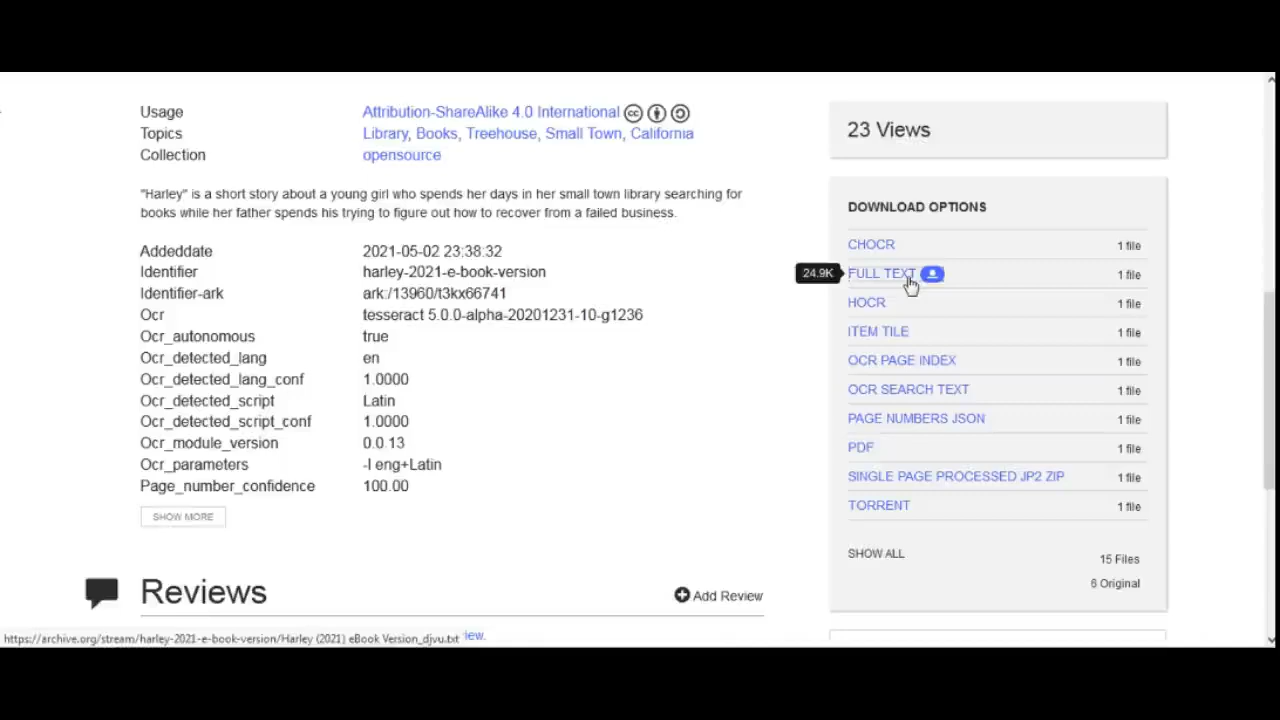 Usage Attribution-ShareAlike 4.0 International
Topics Library, Books, Treehouse, Small Town, California
Collection opensource
"Harley" is a short story about a young girl who spends her days in her small town library searching for
books while her father spends his trying to figure out how to recover from a failed business.
Addeddate 2021-05-02 23:38:32
Identifier harley-2021-e-book-version
Identifier-ark ark:/13960/t3kx66741
Ocr tesseract 5.0.0-alpha-20201231-10-g1236
Ocr_autonomous true
Ocr_detected_lang en
Ocr_detected_lang_conf 1.0000
Ocr_detected_script Latin
Ocr_detected_script_conf 1.0000
Ocr_module_version 0.0.13
Ocr_parameters -l eng+Latin
Page_number_confidence 100.00
SHOW MORE
Reviews
Add Review
iew.
https://archive.org/stream/harley-2021-e-book-version/Harley (2021) eBook Version_djvu.txt
23 Views
DOWNLOAD OPTIONS
CHOCR 1 file
24.9K FULL TEXT 1 file
HOCR 1 file
ITEM TILE 1 file
OCR PAGE INDEX 1 file
OCR SEARCH TEXT 1 file
PAGE NUMBERS JSON 1 file
PDF 1 file
SINGLE PAGE PROCESSED JP2 ZIP 1 file
TORRENT 1 file
SHOW ALL 15 Files
6 Original